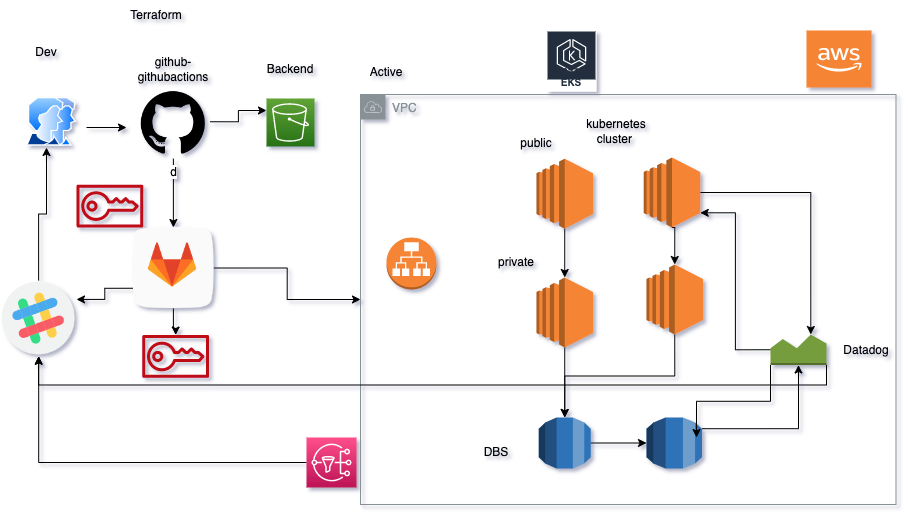 Terraform
Dev
github-
githubactions
Backend
Active
EKS
aws
VPC
public
kubernetes
cluster
d
private
Datadog
DBS